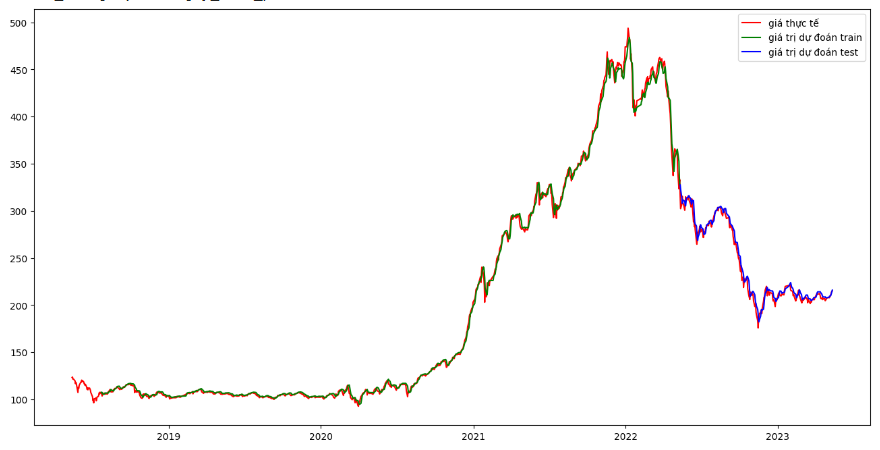 giá thực tế
giá trị dự đoán train
giá trị dự đoán test
500
450
400
350
300
250
200
150
100
2019 2020 2021 2022 2023